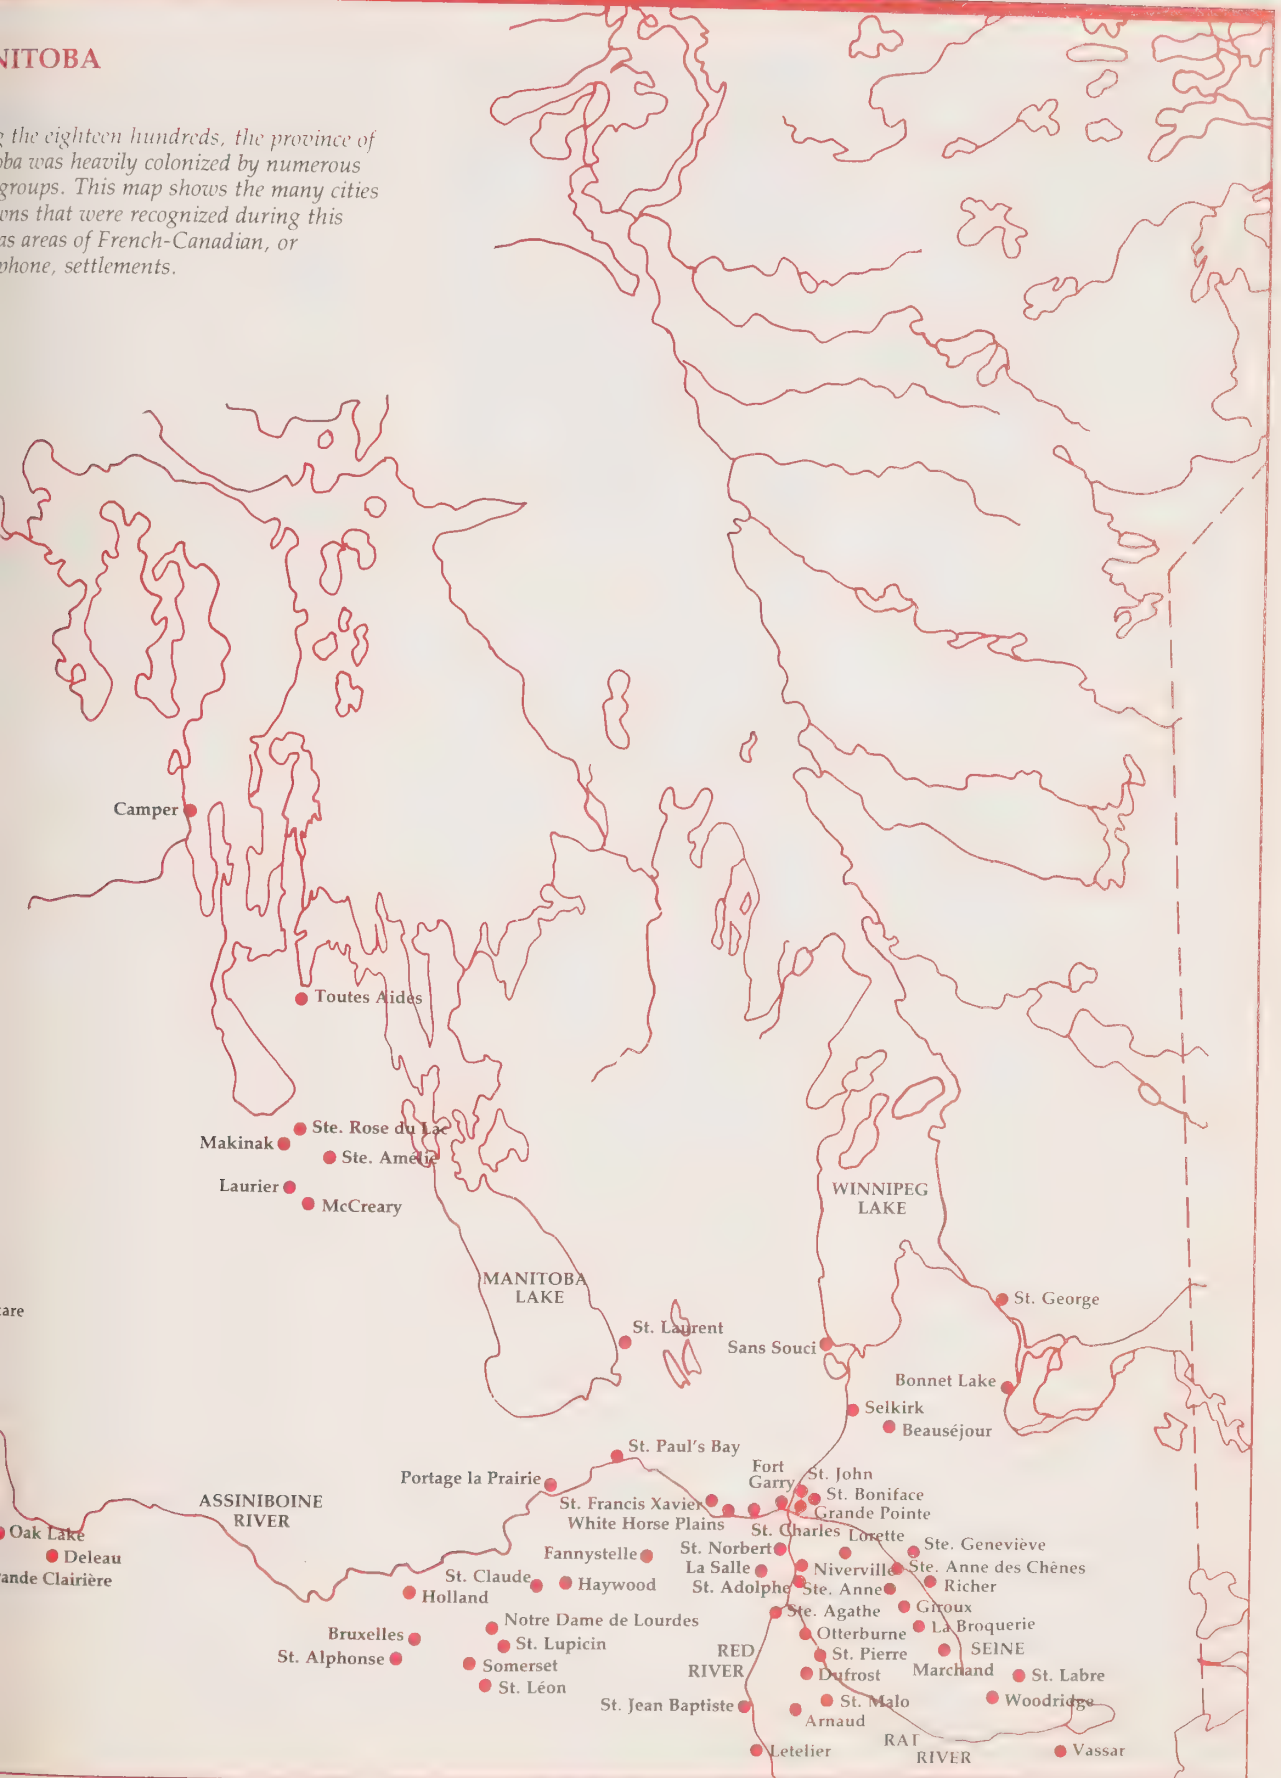 NITOBA
g the eighteen hundreds, the province of
oba was heavily colonized by numerous
groups. This map shows the many cities
wns that were recognized during this
as areas of French-Canadian, or
phone, settlements.
Camper
Toutes Aides
Ste. Rose du Lac
Makinak
Ste. Amélie
Laurier
McCreary
WINNIPEG
LAKE
MANITOBA
LAKE
St. George
tare
St. Laurent
Sans Souci
Bonnet Lake
Selkirk
Beauséjour
St. Paul's Bay
Portage la Prairie
Fort
Garry
St. John
St. Boniface
Grande Pointe
ASSINIBOINE
RIVER
St. Francis Xavier
White Horse Plains
St. Charles
Lorette
Oak Lake
Deleau
ande Clairière
Fannystelle
St. Norbert
Ste. Geneviève
La Salle
Niverville
Ste. Anne des Chênes
St. Claude
Haywood
St. Adolphe
Ste. Anne
Richer
Holland
Notre Dame de Lourdes
Ste. Agathe
Giroux
Bruxelles
St. Lupicin
Otterburne
La Broquerie
St. Alphonse
Somerset
RED
RIVER
St. Pierre
SEINE
Marchand
St. Labre
St. Léon
Dufrost
St. Jean Baptiste
St. Malo
Woodridge
Arnaud
Letelier
RAT
RIVER
Vassar